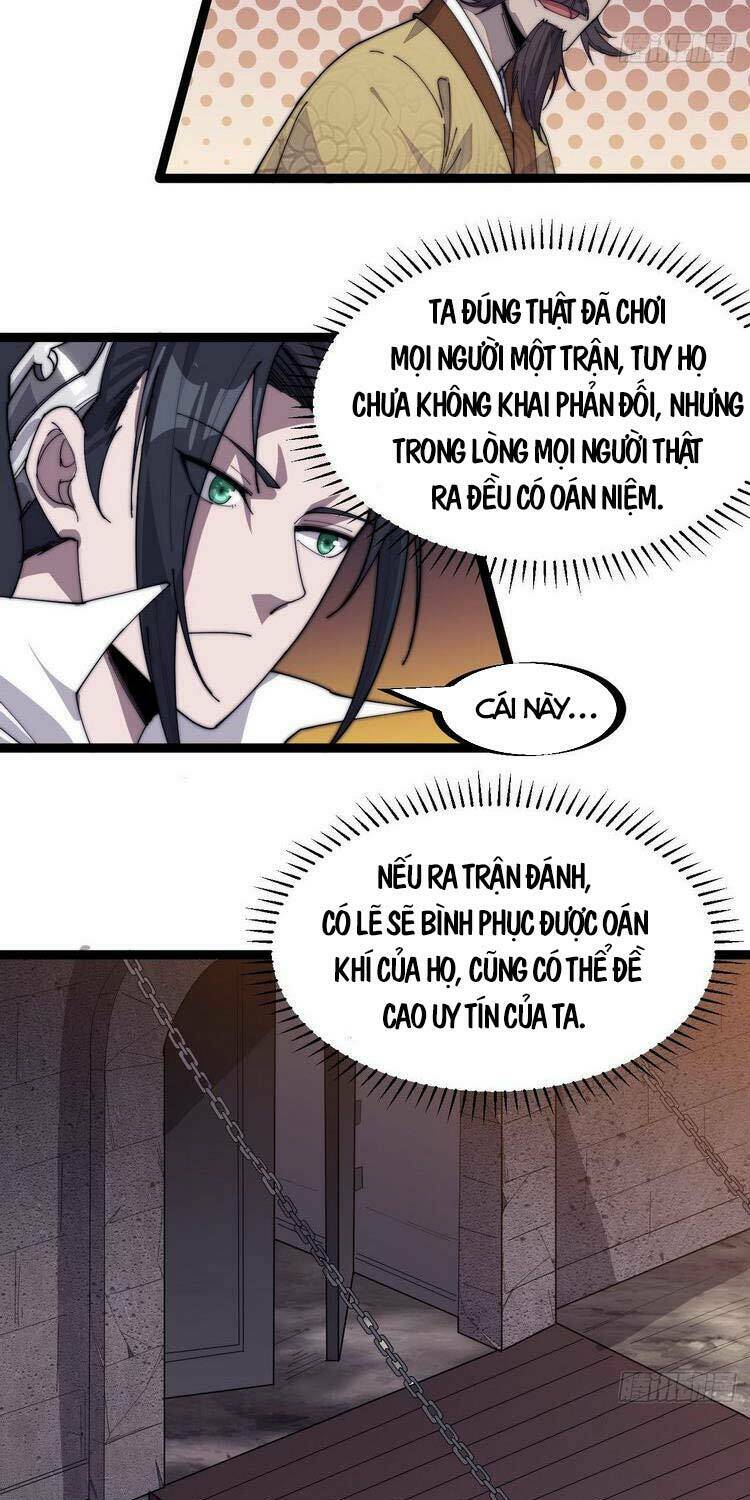 TA ĐÚNG THẬT ĐÃ CHƠI
MỌI NGƯỜI MỘT TRẬN, TUY HỌ
CHƯA KHÔNG KHAI PHẢN ĐỐI, NHƯNG
TRONG LÒNG MỌI NGƯỜI THẬT
RA ĐỀU CÓ OÁN NIỆM.
CÁI NÀY...
NẾU RA TRẬN ĐÁNH,
CÓ LẼ SẼ BÌNH PHỤC ĐƯỢC OÁN
KHÍ CỦA HỌ, CŨNG CÓ THỂ ĐỀ
CAO UY TÍN CỦA TA.